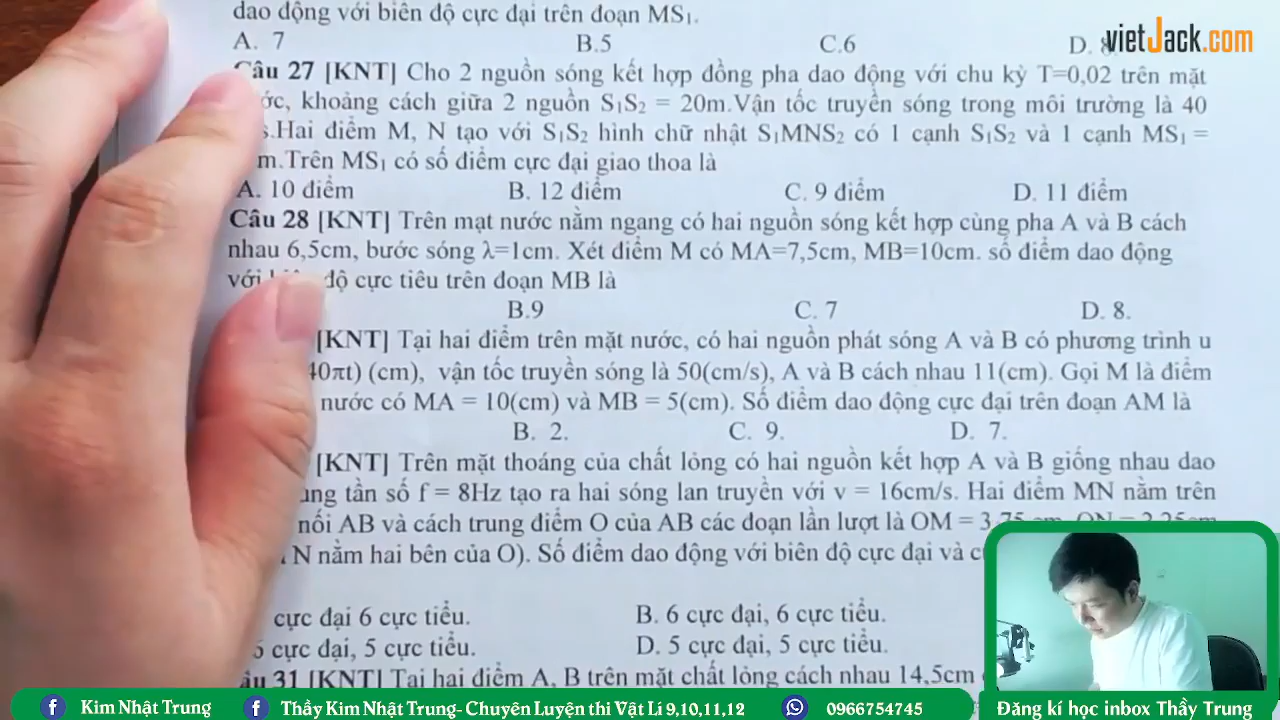 dao động với biên độ cực đại trên đoạn MS₁.
A. 7 B.5 C.6 D.
vietJack.com
Câu 27 [KNT] Cho 2 nguồn sóng kết hợp đồng pha dao động với chu kỳ T=0,02 trên mặt
khoảng cách giữa 2 nguồn S₁S₂ = 20m.Vận tốc truyền sóng trong môi trường là 40
Hai điểm M, N tạo với S₁S₂ hình chữ nhật S₁MNS₂ có 1 cạnh S₁S₂ và 1 cạnh MS₁ =
m.Trên MS₁ có số điểm cực đại giao thoa là
A. 10 điểm B. 12 điểm C. 9 điểm D. 11 điểm
Câu 28 [KNT] Trên mạt nước nằm ngang có hai nguồn sóng kết hợp cùng pha A và B cách
nhau 6,5cm, bước sóng λ=1cm. Xét điểm M có MA=7,5cm, MB=10cm. số điểm dao động
với độ cực tiêu trên đoạn MB là
B.9 C. 7 D. 8.
[KNT] Tại hai điểm trên mặt nước, có hai nguồn phát sóng A và B có phương trình u
40πt) (cm), vận tốc truyền sóng là 50(cm/s), A và B cách nhau 11(cm). Gọi M là điểm
nước có MA = 10(cm) và MB = 5(cm). Số điểm dao động cực đại trên đoạn AM là
B. 2. C. 9. D. 7.
[KNT] Trên mặt thoáng của chất lỏng có hai nguồn kết hợp A và B giống nhau dao
tần số f = 8Hz tạo ra hai sóng lan truyền với v = 16cm/s. Hai điểm MN nằm trên
nối AB và cách trung điểm O của AB các đoạn lần lượt là OM = 3,75 cm, ON = 2,25cm
N nằm hai bên của O). Số điểm dao động với biên độ cực đại và
cực đại 6 cực tiểu. B. 6 cực đại, 6 cực tiểu.
5 cực đại, 5 cực tiểu. D. 5 cực đại, 5 cực tiểu.
31 [KNT] Tại hai điểm A, B trên mặt chất lỏng cách nhau 14,5cm
Kim Nhật Trung Thầy Kim Nhật Trung- Chuyên Luyện thi Vật Lí 9,10,11,12 0966754745 Đăng kí học inbox Thầy Trung